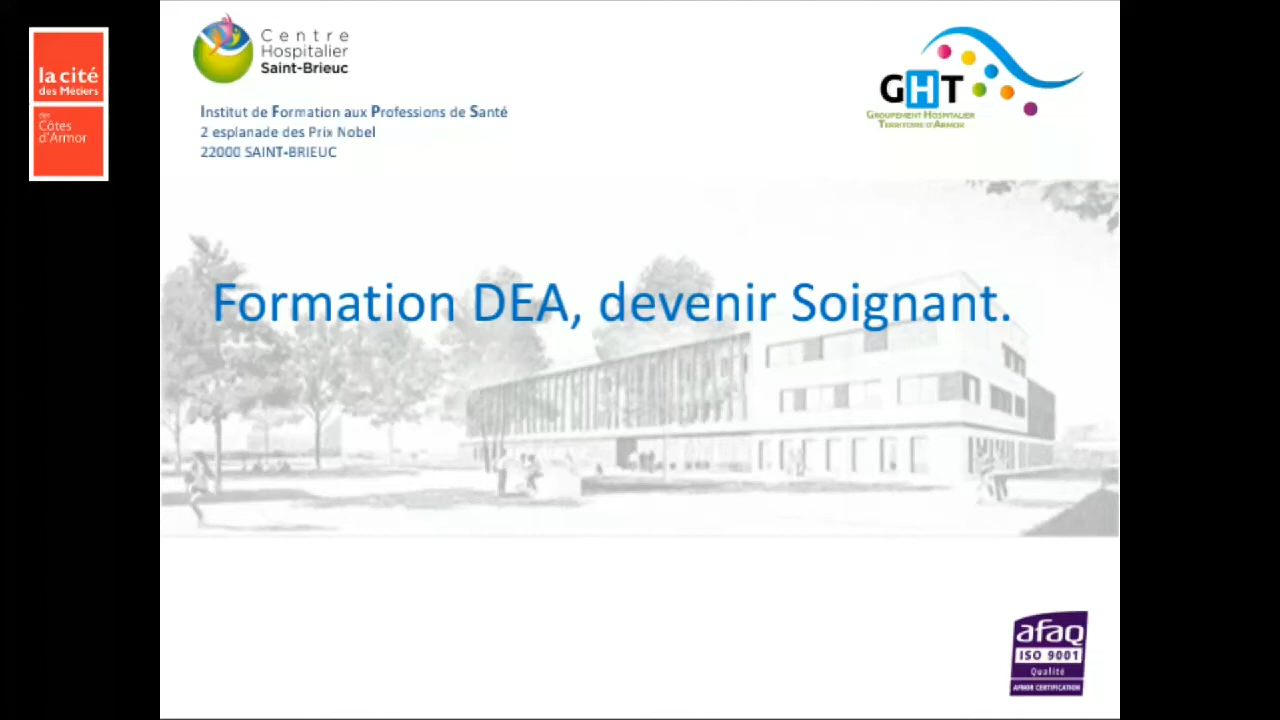 la cité
des Métiers
des
Côtes
d'Armor
Centre
Hospitalier
Saint-Brieuc
Institut de Formation aux Professions de Santé
2 esplanade des Prix Nobel
22000 SAINT-BRIEUC
GHT
Groupement Hospitalier
Territoire d'Armor
Formation DEA, devenir Soignant.
afaq
ISO 9001
Qualité
AFNOR CERTIFICATION